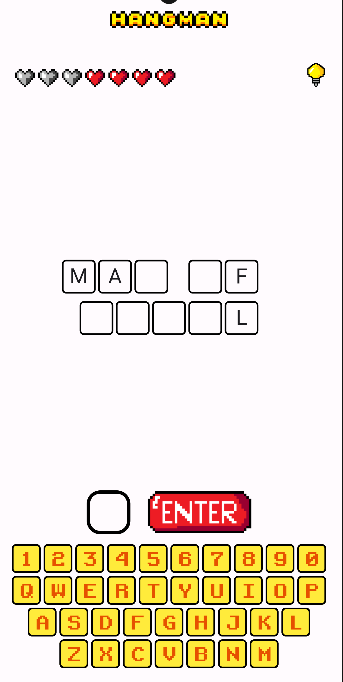 HANGMAN
M A F
L
ENTER
1 2 3 4 5 6 7 8 9 0
Q W E R T Y U I O P
A S D F G H J K L
Z X C V B N M